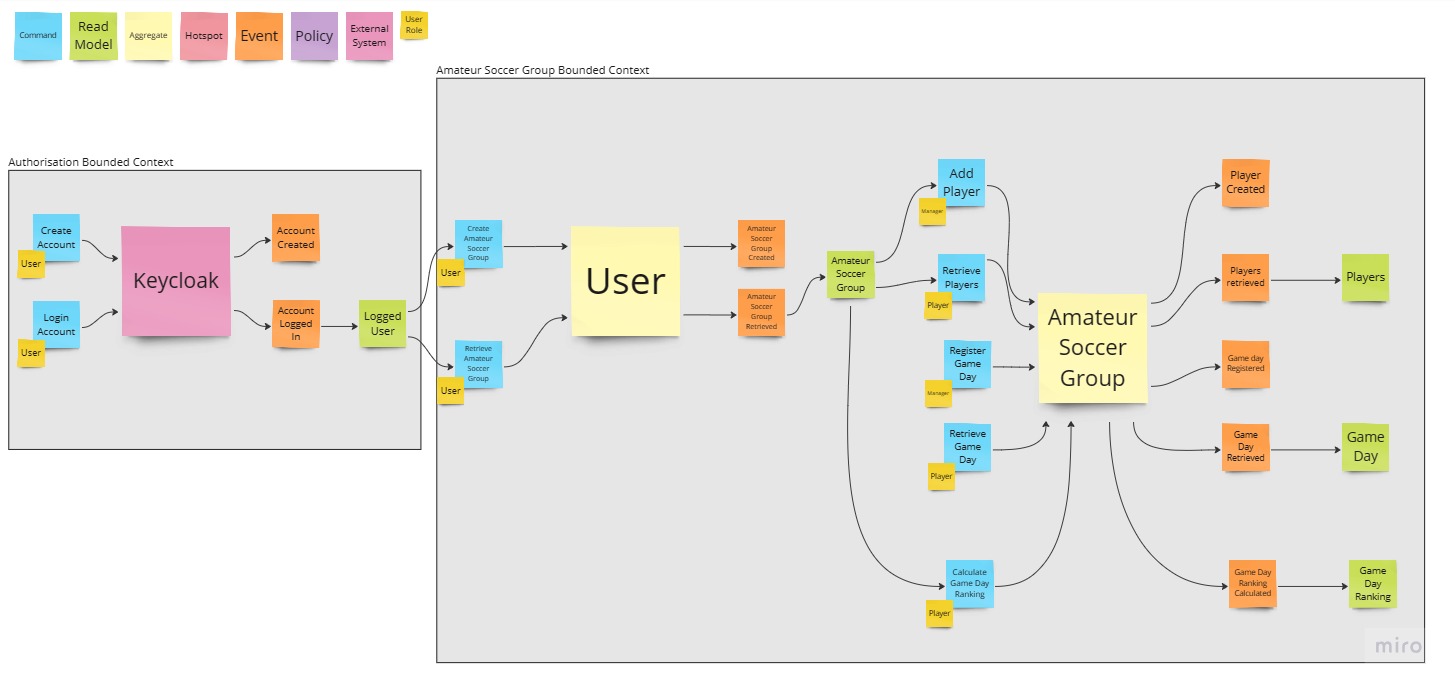 Command
Read
Model
Aggregate
Hotspot
Event
Policy
External
System
User
Role
Amateur Soccer Group Bounded Context
Authorisation Bounded Context
Create
Account
User
Login
Account
User
Keycloak
Account
Created
Account
Logged
In
Logged
User
Create
Amateur
Soccer
Group
User
Retrieve
Amateur
Soccer
Group
User
User
Amateur
Soccer
Group
Created
Amateur
Soccer
Group
Retrieved
Amateur
Soccer
Group
Add
Player
Manager
Retrieve
Players
Player
Register
Game
Day
Manager
Retrieve
Game
Day
Player
Calculate
Game Day
Ranking
Player
Amateur
Soccer
Group
Player
Created
Players
retrieved
Players
Game day
Registered
Game
Day
Retrieved
Game
Day
Game Day
Ranking
Calculated
Game
Day
Ranking
miro